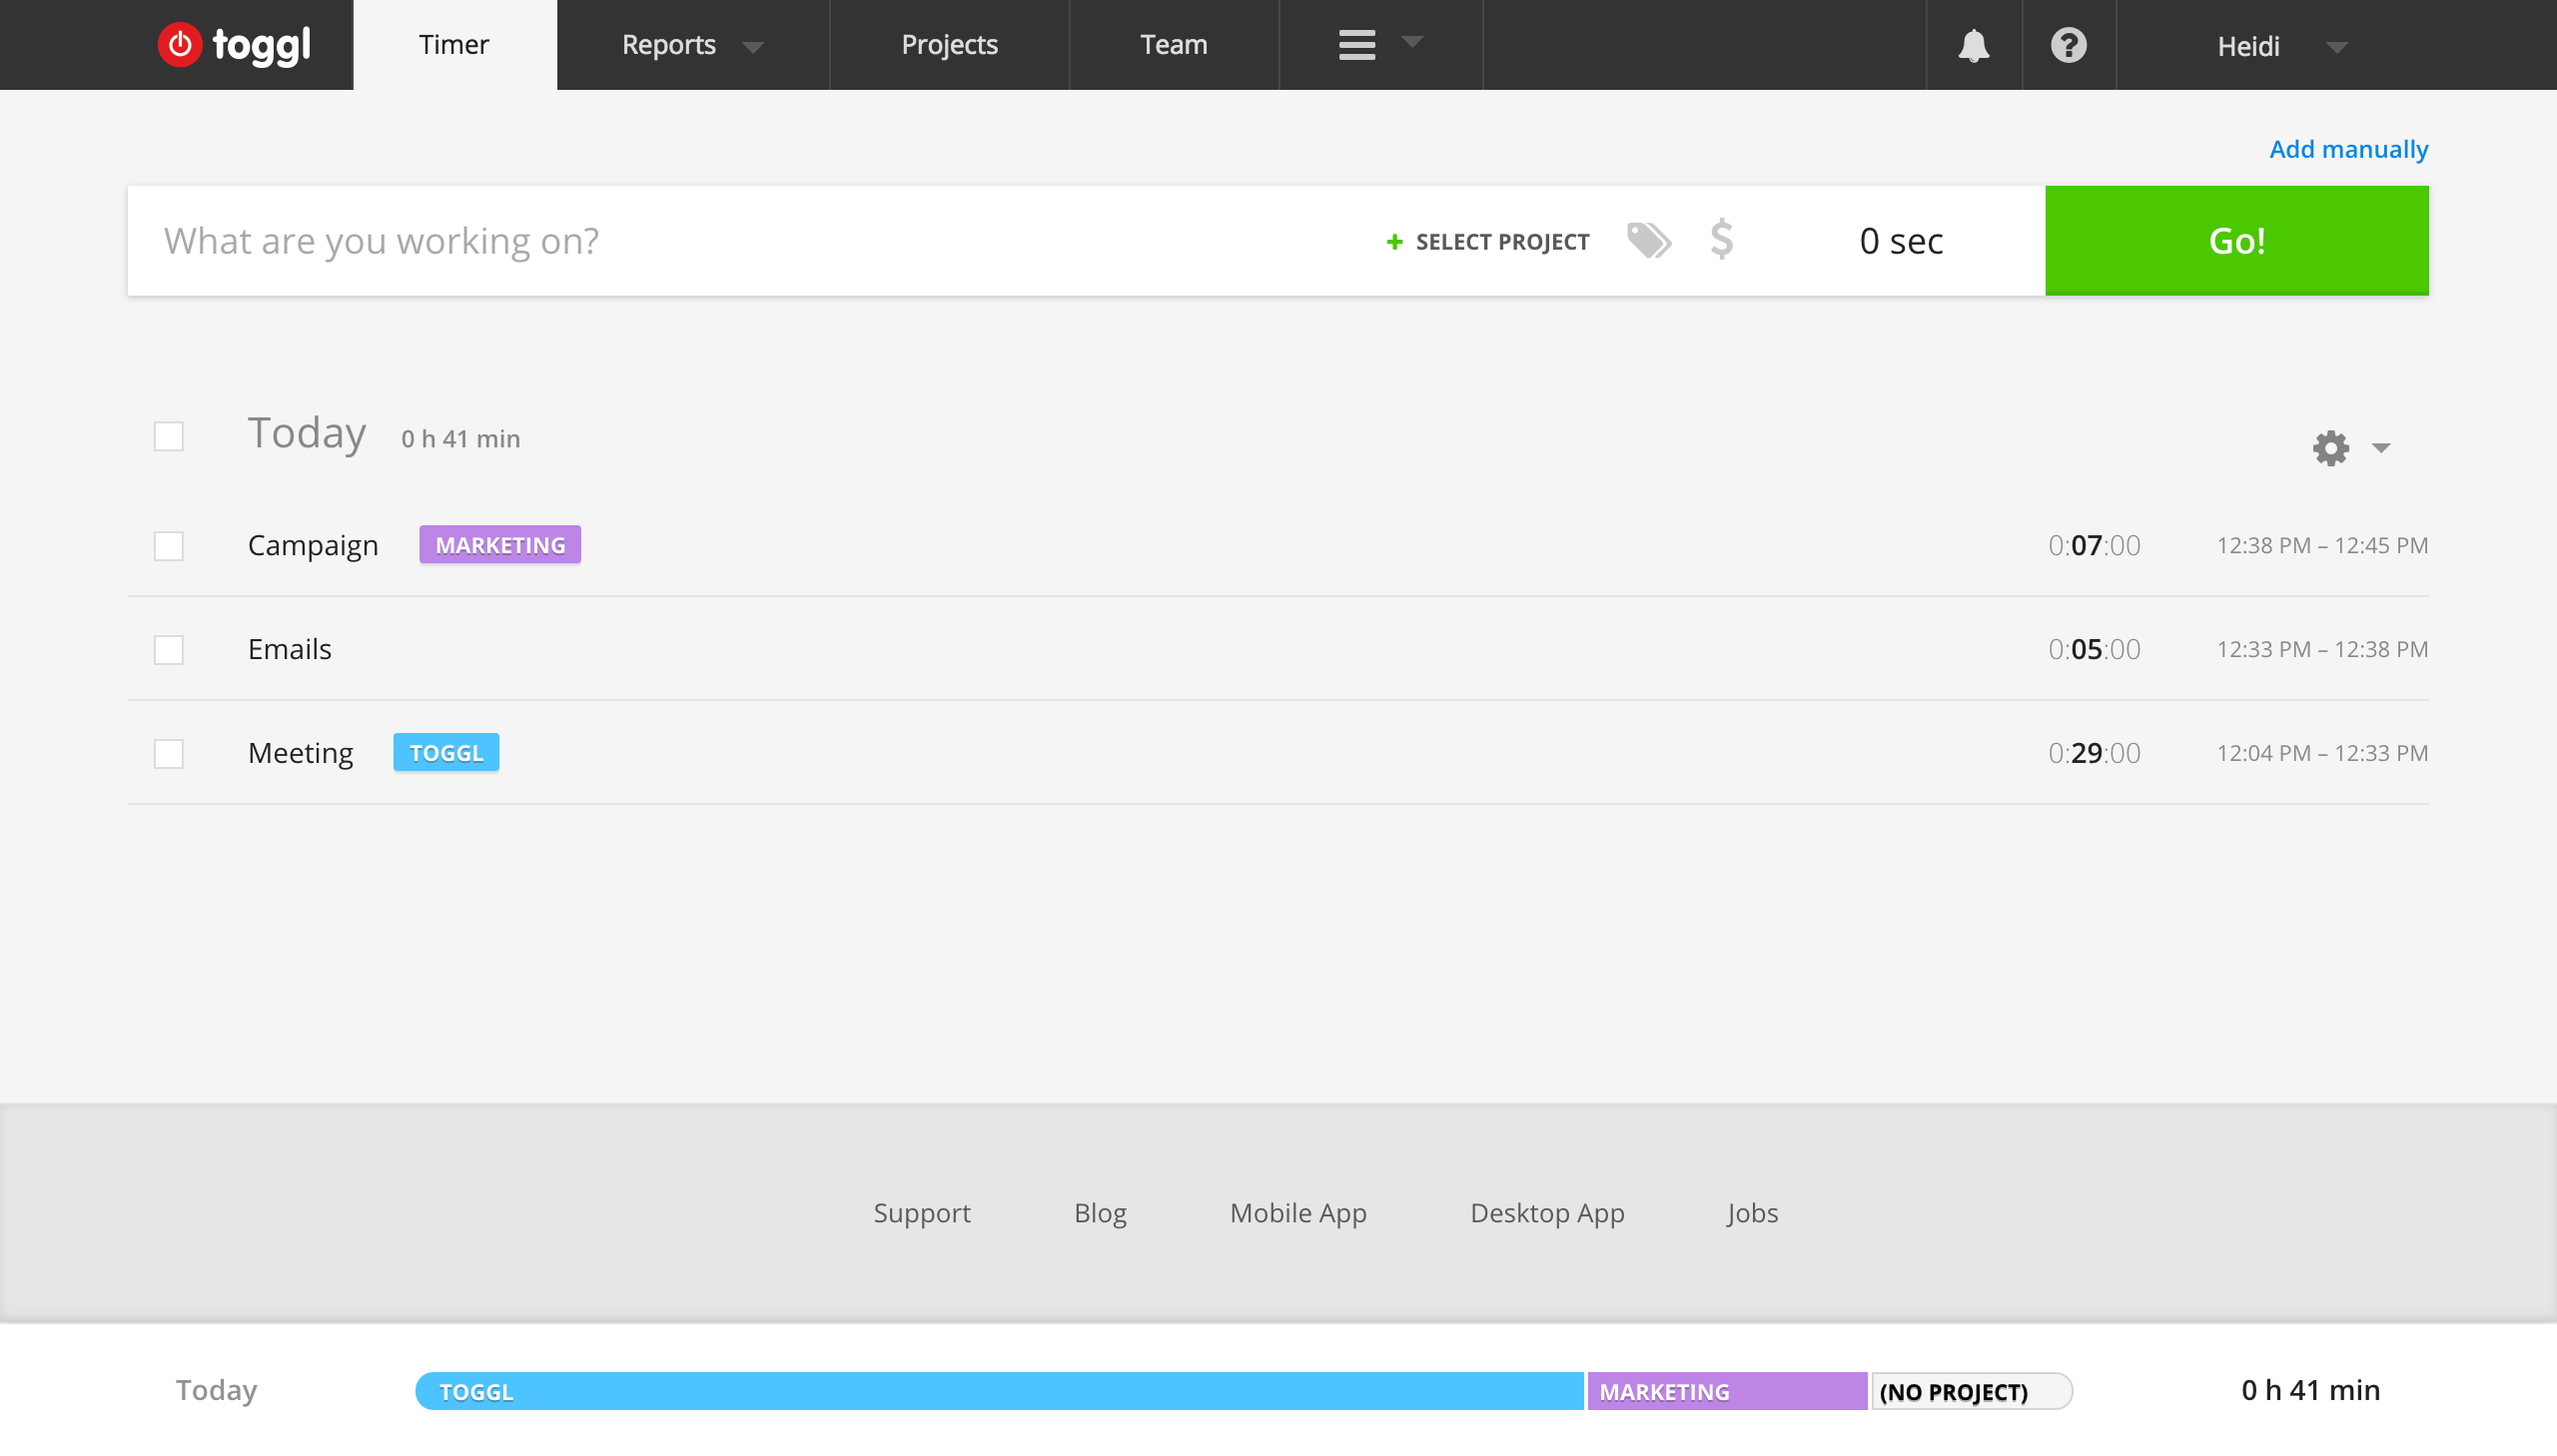 toggl Timer Reports Projects Team Heidi
Add manually
What are you working on? + SELECT PROJECT $ 0 sec Go!
Today 0 h 41 min
Campaign MARKETING 0:07:00 12:38 PM – 12:45 PM
Emails 0:05:00 12:33 PM – 12:38 PM
Meeting TOGGL 0:29:00 12:04 PM – 12:33 PM
Support Blog Mobile App Desktop App Jobs
Today TOGGL MARKETING (NO PROJECT) 0 h 41 min